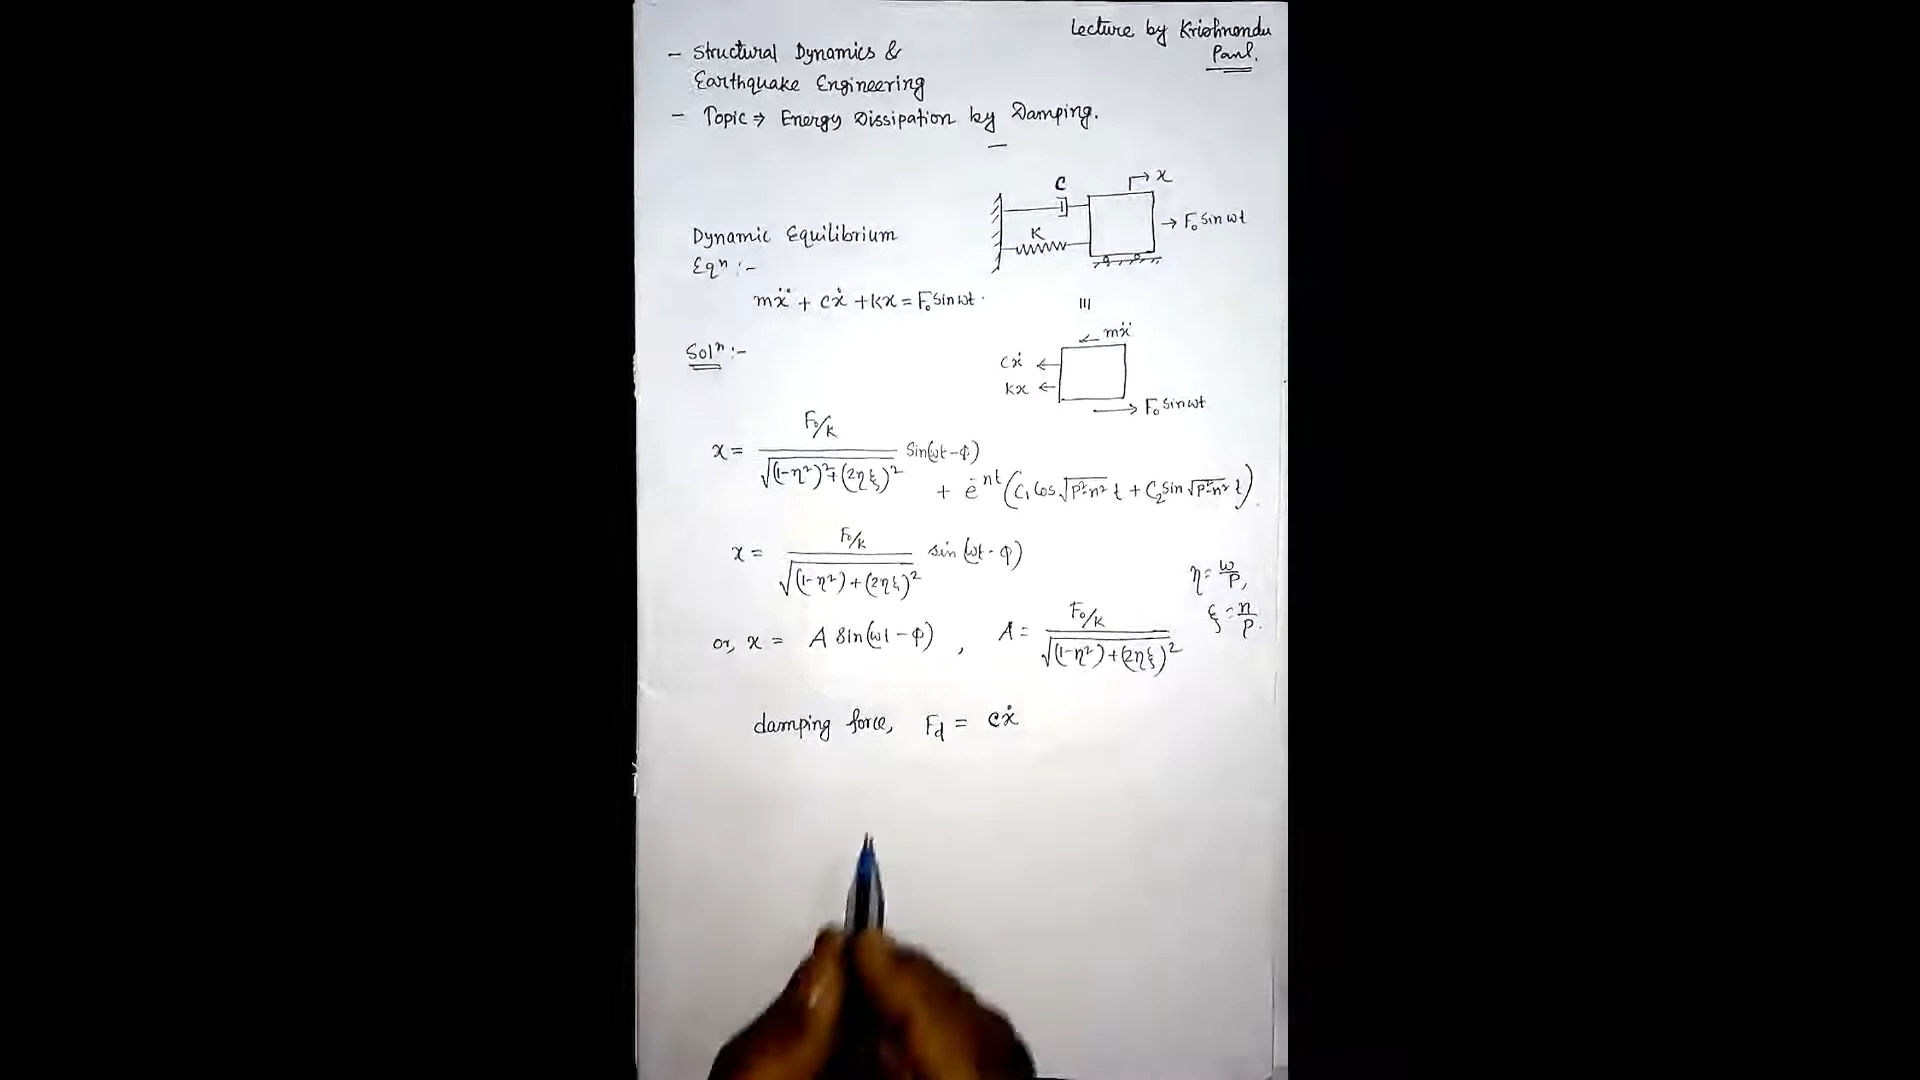 Lecture by Krishnendu
Paul.
- Structural Dynamics &
Earthquake Engineering
- Topic ⇒ Energy Dissipation by Damping.
C
→ x
K
→ F₀ sin ωt
Dynamic Equilibrium
Eqⁿ :-
mẍ + cẋ + kx = F₀ sin ωt.
|||
← mẍ
cẋ ←
kx ←
→ F₀ sin ωt
Solⁿ :-
x = (F₀/K) / √((1-η²)² + (2ηξ)²) Sin(ωt-φ)
+ e^(-nt) (C₁ Cos √(p²-n²) t + C₂ sin √(p²-n²) t)
x = (F₀/K) / √((1-η²) + (2ηξ)²) sin (ωt-φ)
η = ω/p,
ξ = n/p.
or, x = A sin(ωt-φ) , A = (F₀/K) / √((1-η²) + (2ηξ)²)
damping force, F_d = cẋ